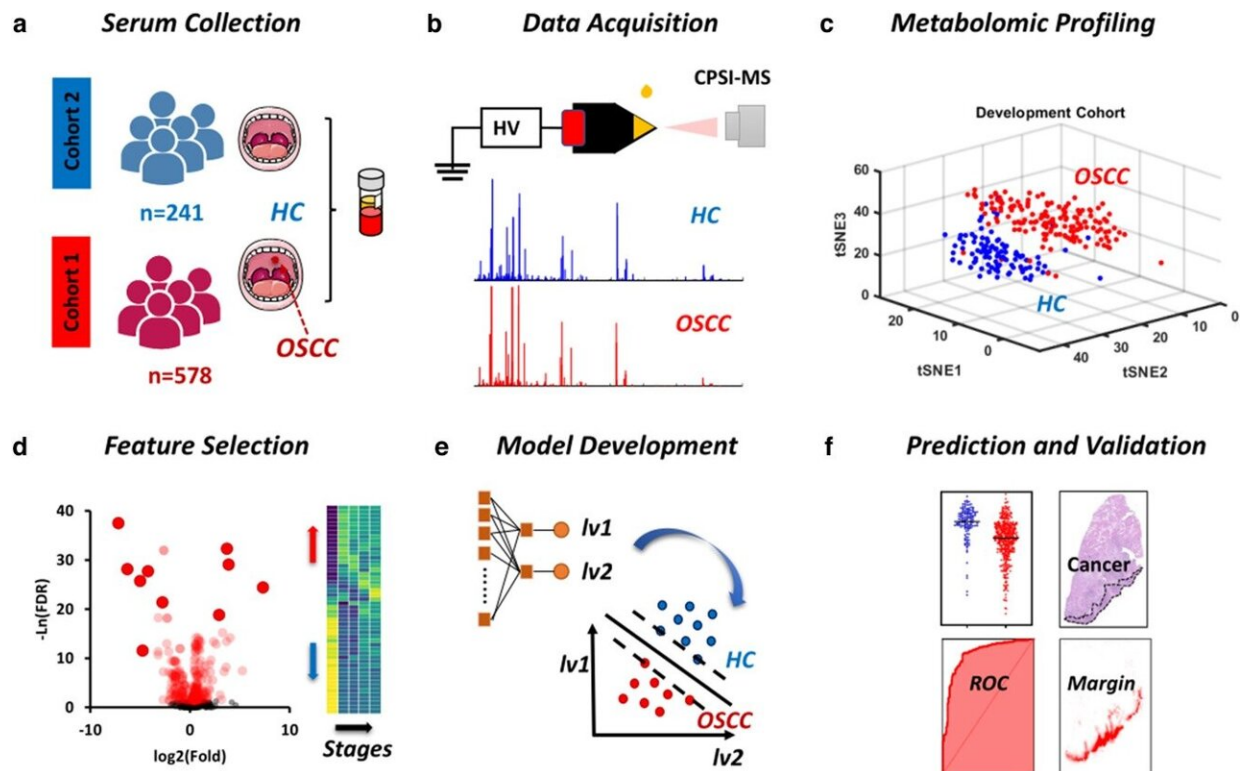 a Serum Collection
Cohort 2
n=241
HC
Cohort 1
n=578
OSCC
b Data Acquisition
CPSI-MS
HV
HC
OSCC
c Metabolomic Profiling
Development Cohort
OSCC
HC
tSNE3
60
40
20
0
20
10
0
tSNE1
40
30
20
10
0
tSNE2
d Feature Selection
-Ln(FDR)
40
30
20
10
0
-10
0
10
log2(Fold)
Stages
e Model Development
lv1
lv2
HC
lv1
OSCC
lv2
f Prediction and Validation
Cancer
ROC
Margin